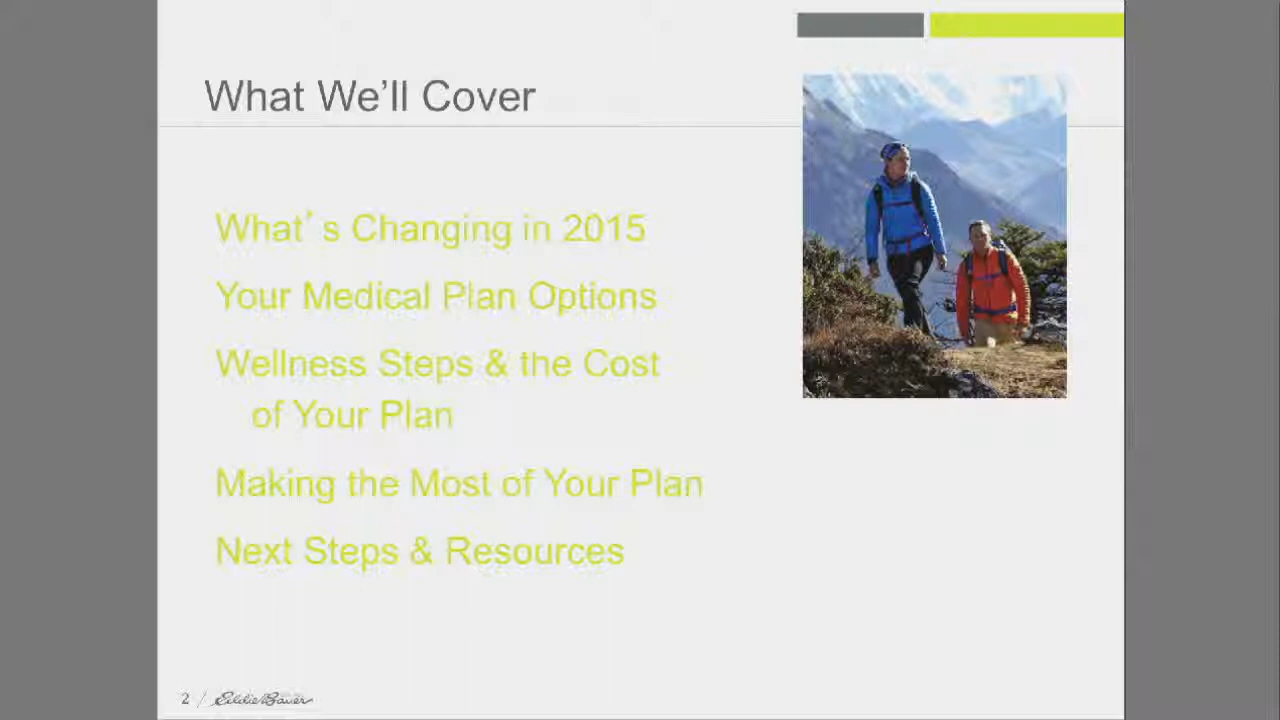 What We’ll Cover
What’s Changing in 2015
Your Medical Plan Options
Wellness Steps & the Cost
of Your Plan
Making the Most of Your Plan
Next Steps & Resources
2 / Eddie Bauer